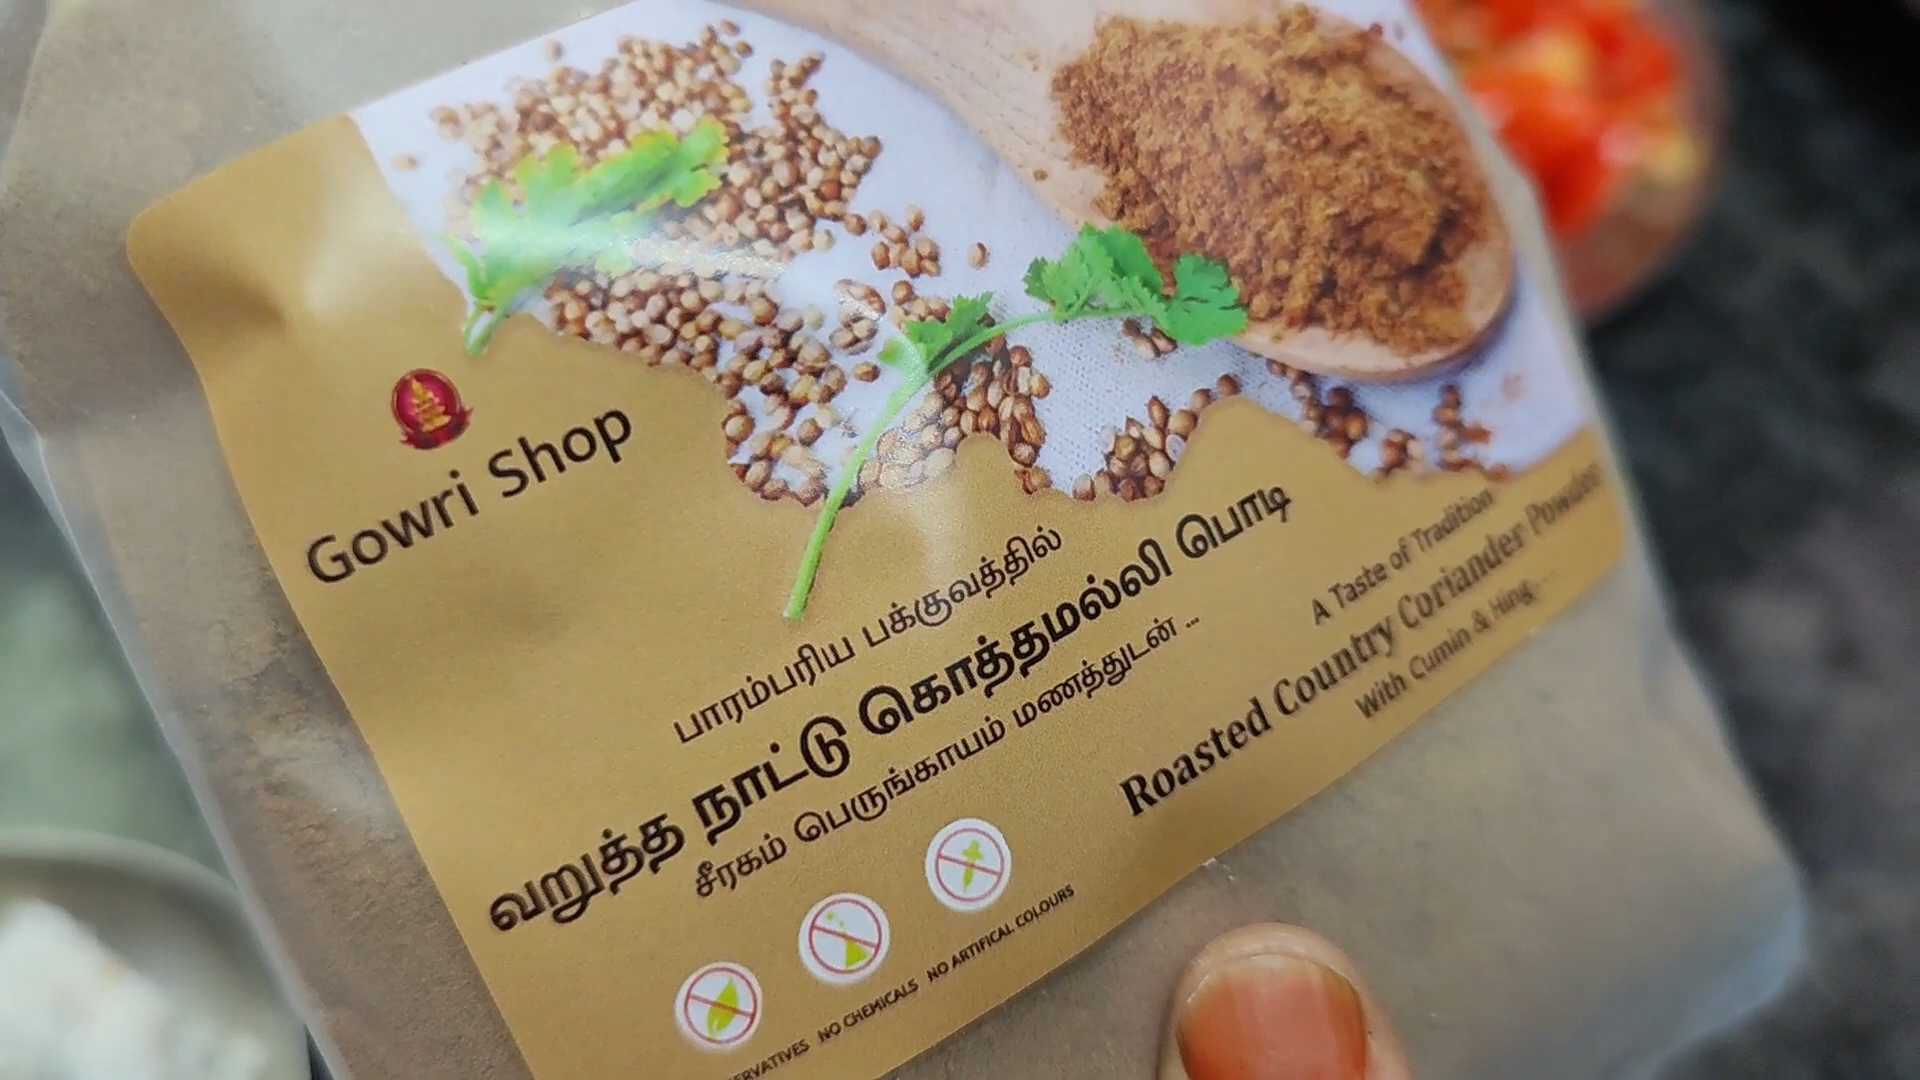 Gowri Shop
பாரம்பரிய பக்குவத்தில்
வறுத்த நாட்டு கொத்தமல்லி பொடி
சீரகம் பெருங்காயம் மணத்துடன் ...
A Taste of Tradition
Roasted Country Coriander Powder
With Cumin & Hing...
NO CHEMICALS
NO ARTIFICAL COLOURS